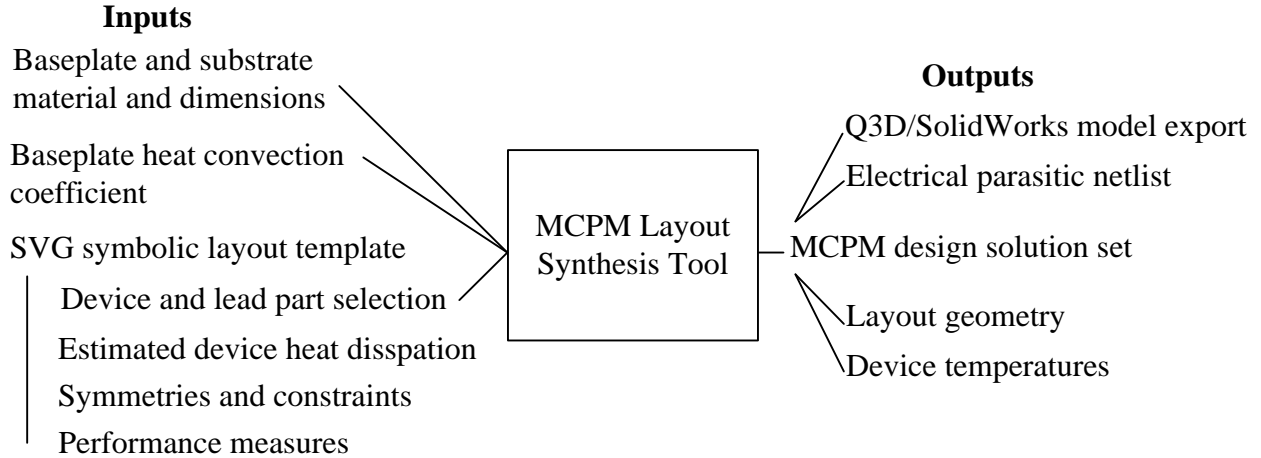 Inputs
Baseplate and substrate
material and dimensions
Baseplate heat convection
coefficient
SVG symbolic layout template
Device and lead part selection
Estimated device heat disspation
Symmetries and constraints
Performance measures
MCPM Layout
Synthesis Tool
Outputs
Q3D/SolidWorks model export
Electrical parasitic netlist
MCPM design solution set
Layout geometry
Device temperatures